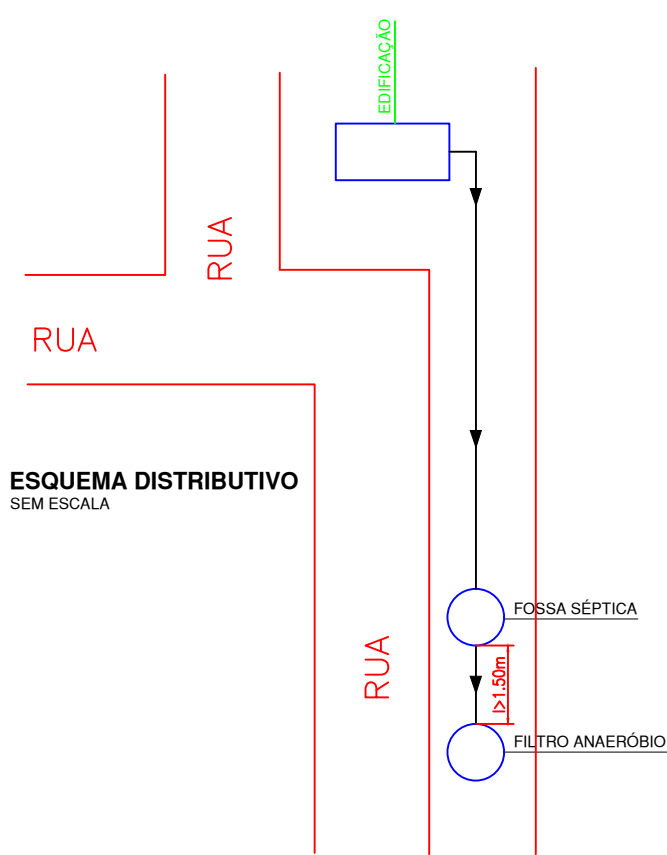 EDIFICAÇÃO
RUA
RUA
ESQUEMA DISTRIBUTIVO
SEM ESCALA
FOSSA SÉPTICA
RUA
l>1.50m
FILTRO ANAERÓBIO